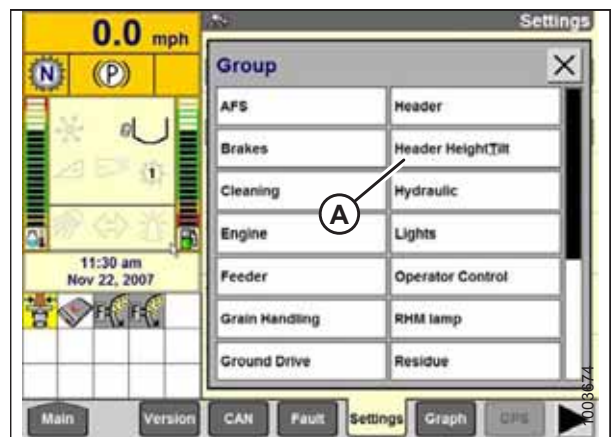 0.0 mph
Settings
N
(P)
1
11:30 am
Nov 22, 2007
F
F
Group
X
AFS
Header
Brakes
Header Height/Tilt
A
Cleaning
Hydraulic
Engine
Lights
Feeder
Operator Control
Grain Handling
RHM lamp
Ground Drive
Residue
Main
Version
CAN
Fault
Settings
Graph
GPS
1003674